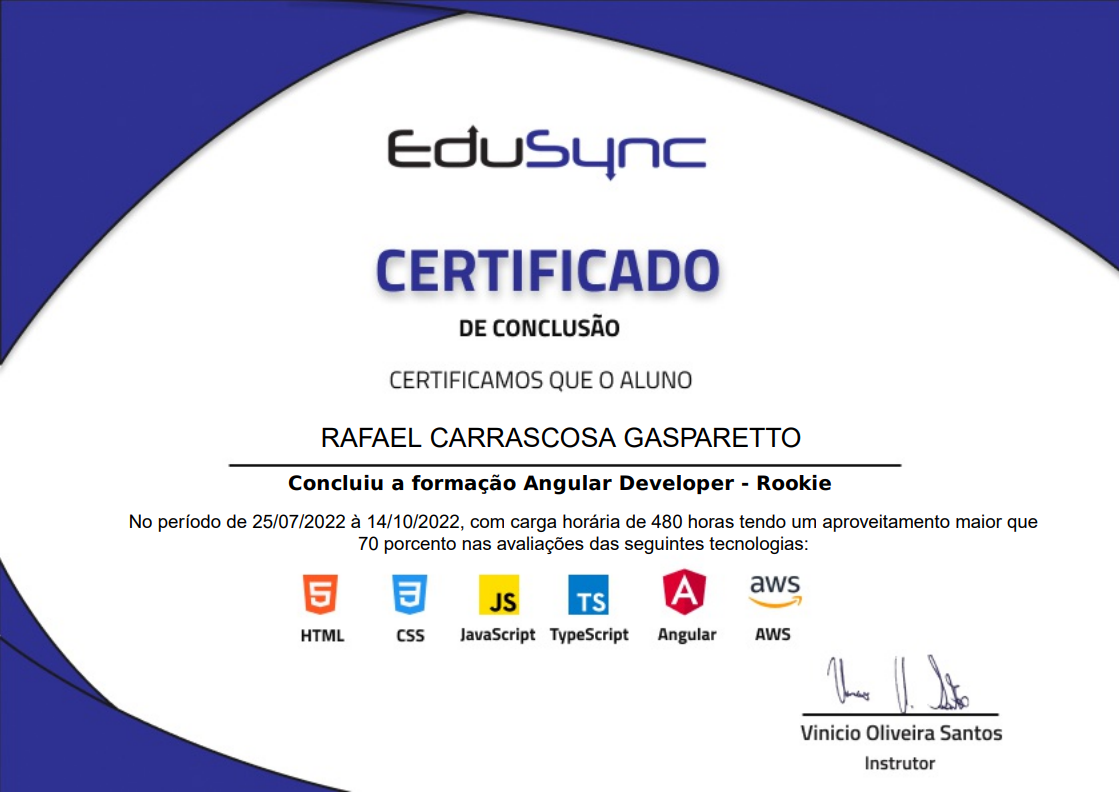 EduSync
CERTIFICADO
DE CONCLUSÃO
CERTIFICAMOS QUE O ALUNO
RAFAEL CARRASCOSA GASPARETTO
Concluiu a formação Angular Developer - Rookie
No período de 25/07/2022 à 14/10/2022, com carga horária de 480 horas tendo um aproveitamento maior que
70 porcento nas avaliações das seguintes tecnologias:
5 3 JS TS A aws
HTML CSS JavaScript TypeScript Angular AWS
Vinicio Oliveira Santos
Instrutor